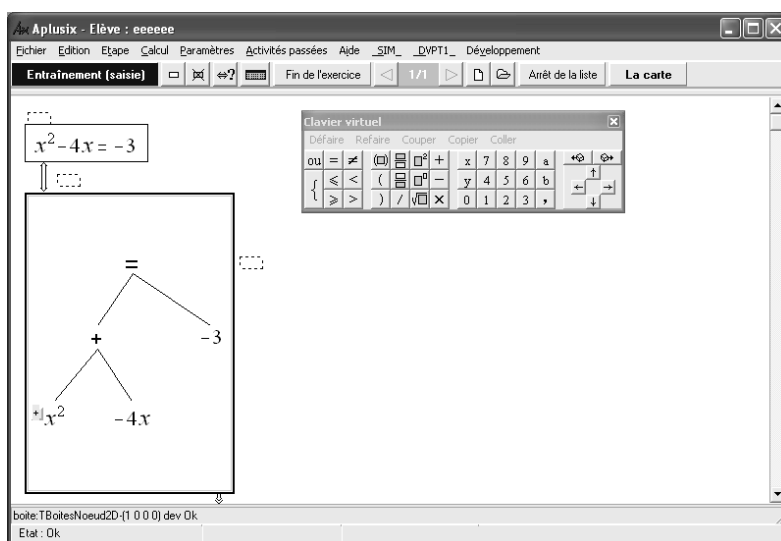 Aplusix - Elève : eeeeee
Fichier Edition Etape Calcul Paramètres Activités passées Aide _SIM_ _DVPT1_ Développement
Entraînement (saisie) ⇔? Fin de l'exercice 1/1 Arrêt de la liste La carte
x² − 4x = −3
Clavier virtuel
Défaire Refaire Couper Copier Coller
ou = ≠ (□) □² + x 7 8 9 a
{ ⩽ < ( □□ − y 4 5 6 b ← ↑ →
⩾ > ) / √□ × 0 1 2 3 , ↓
=
+ −3
+ x² −4x
boite:TBoitesNoeud2D-(1 0 0 0) dev Ok
Etat : Ok